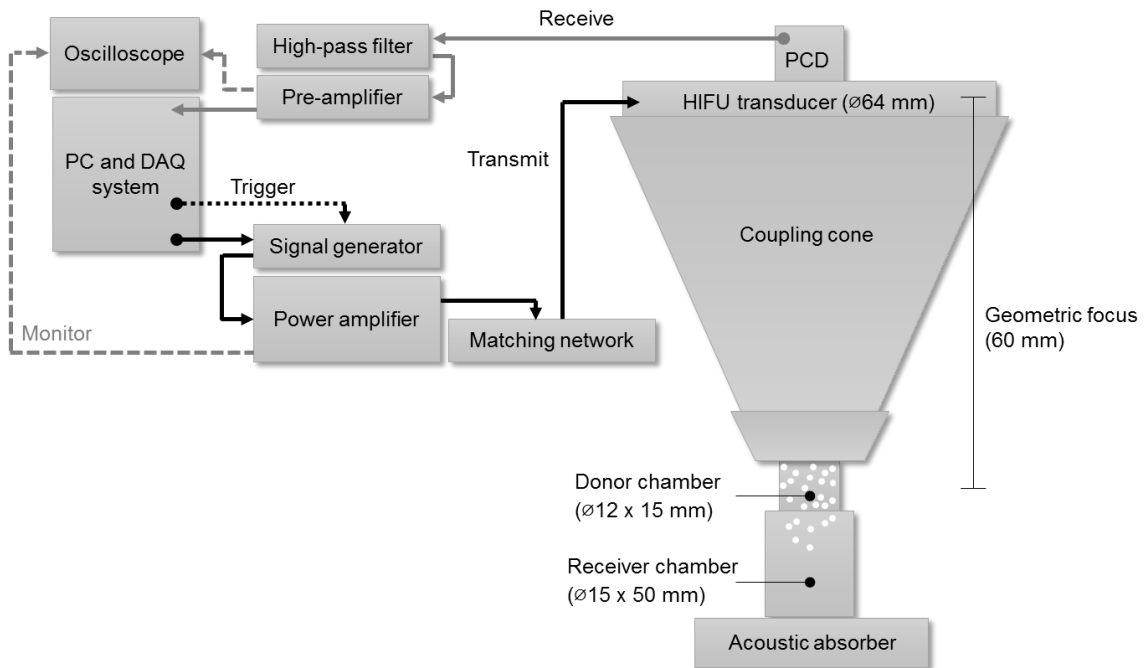 Receive
Oscilloscope
High-pass filter
PCD
Pre-amplifier
HIFU transducer (⌀64 mm)
PC and DAQ
system
Transmit
Trigger
Coupling cone
Signal generator
Monitor
Power amplifier
Matching network
Geometric focus
(60 mm)
Donor chamber
(⌀12 x 15 mm)
Receiver chamber
(⌀15 x 50 mm)
Acoustic absorber